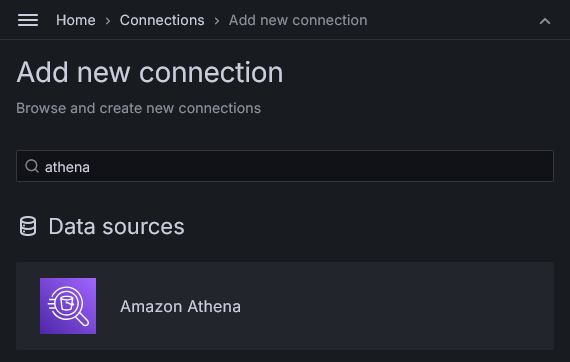 Home › Connections › Add new connection
Add new connection
Browse and create new connections
athena
Data sources
Amazon Athena